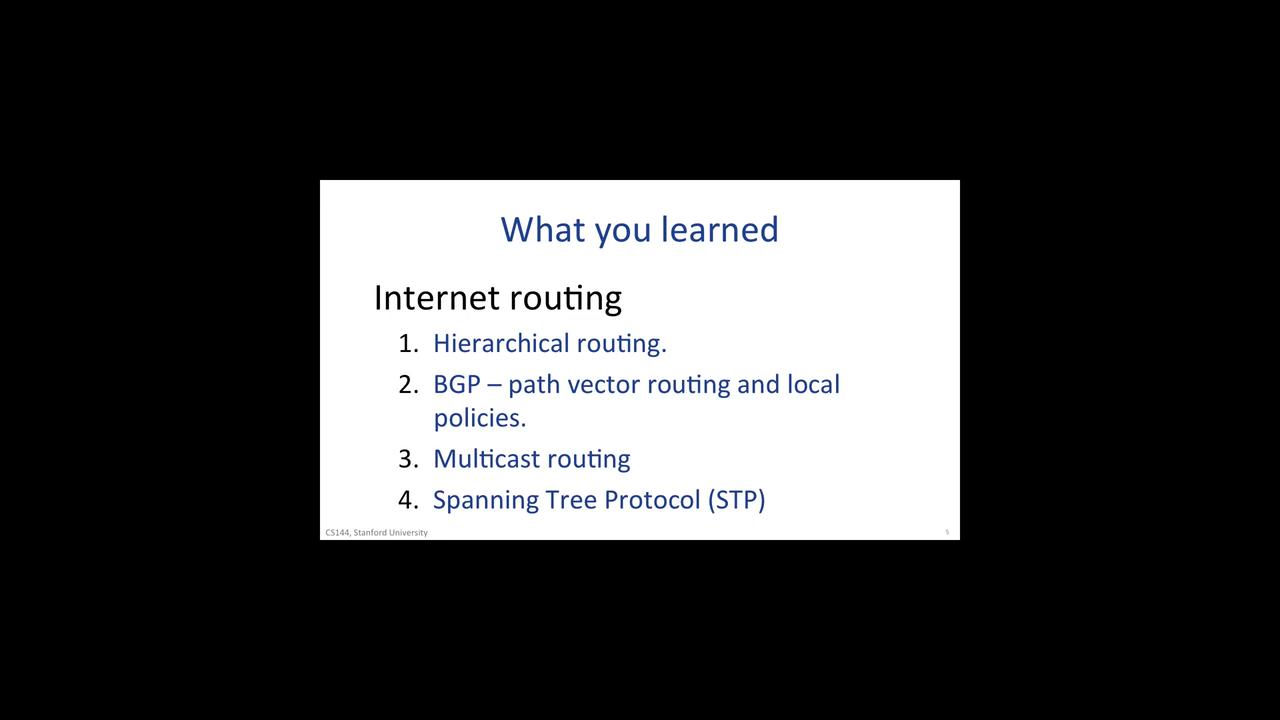 What you learned
Internet routing
1. Hierarchical routing.
2. BGP – path vector routing and local
policies.
3. Multicast routing
4. Spanning Tree Protocol (STP)
CS144, Stanford University
5